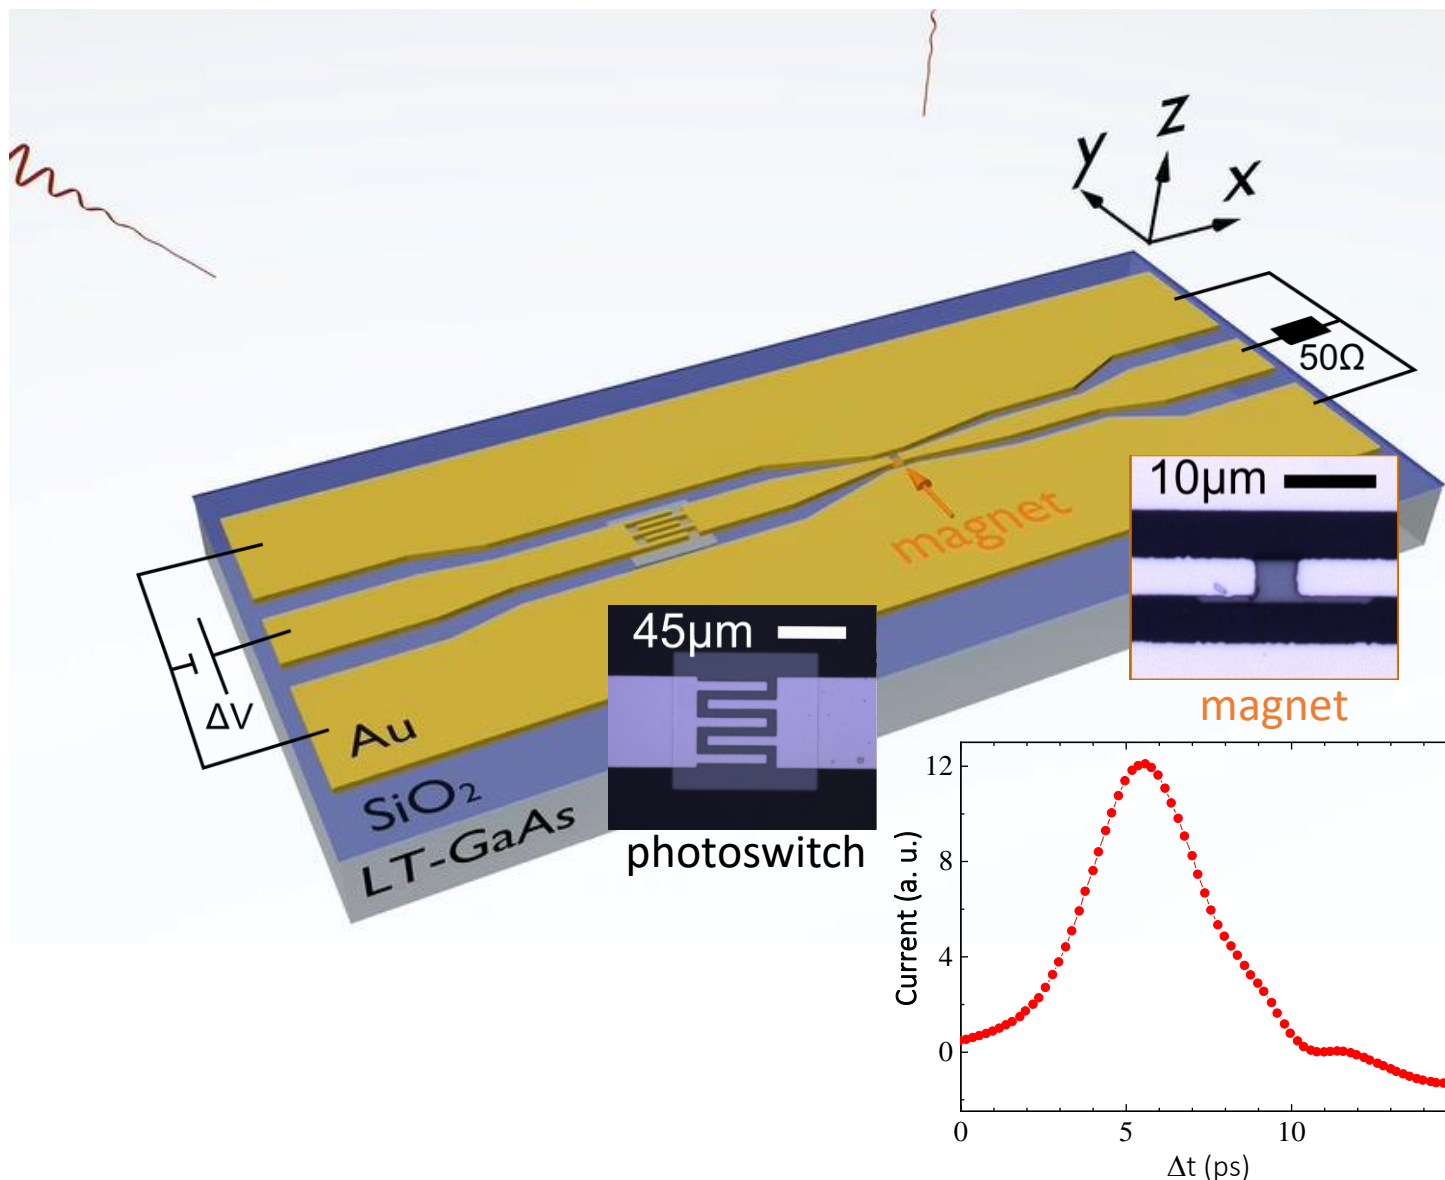 z
y
x
50Ω
magnet
10μm
magnet
45μm
photoswitch
ΔV
Au
SiO₂
LT-GaAs
Current (a. u.)
12
8
4
0
0 5 10
Δt (ps)